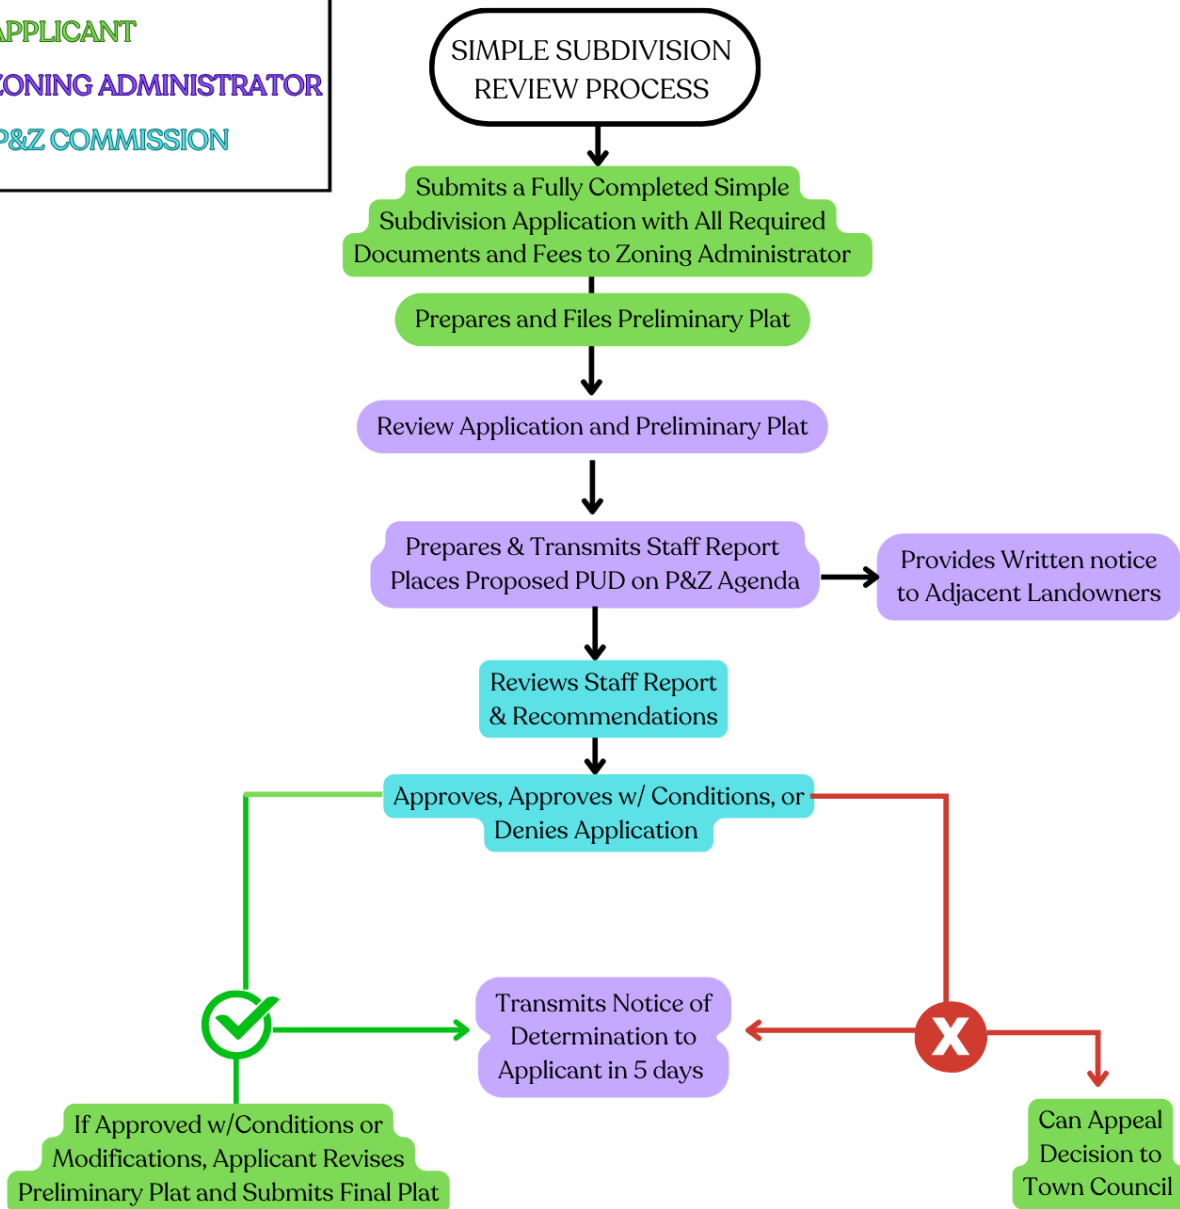 APPLICANT
ZONING ADMINISTRATOR
P&Z COMMISSION
SIMPLE SUBDIVISION
REVIEW PROCESS
Submits a Fully Completed Simple
Subdivision Application with All Required
Documents and Fees to Zoning Administrator
Prepares and Files Preliminary Plat
Review Application and Preliminary Plat
Prepares & Transmits Staff Report
Places Proposed PUD on P&Z Agenda
Provides Written notice
to Adjacent Landowners
Reviews Staff Report
& Recommendations
Approves, Approves w/ Conditions, or
Denies Application
Transmits Notice of
Determination to
Applicant in 5 days
X
If Approved w/Conditions or
Modifications, Applicant Revises
Preliminary Plat and Submits Final Plat
Can Appeal
Decision to
Town Council